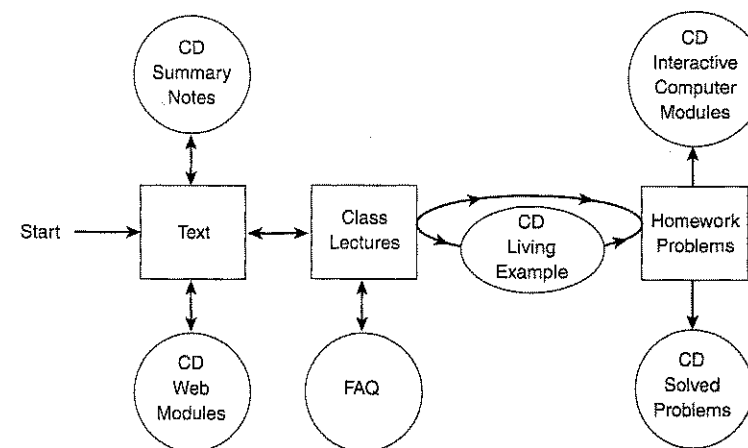 CD
Summary
Notes
Start
Text
CD
Web
Modules
Class
Lectures
FAQ
CD
Living
Example
CD
Interactive
Computer
Modules
Homework
Problems
CD
Solved
Problems